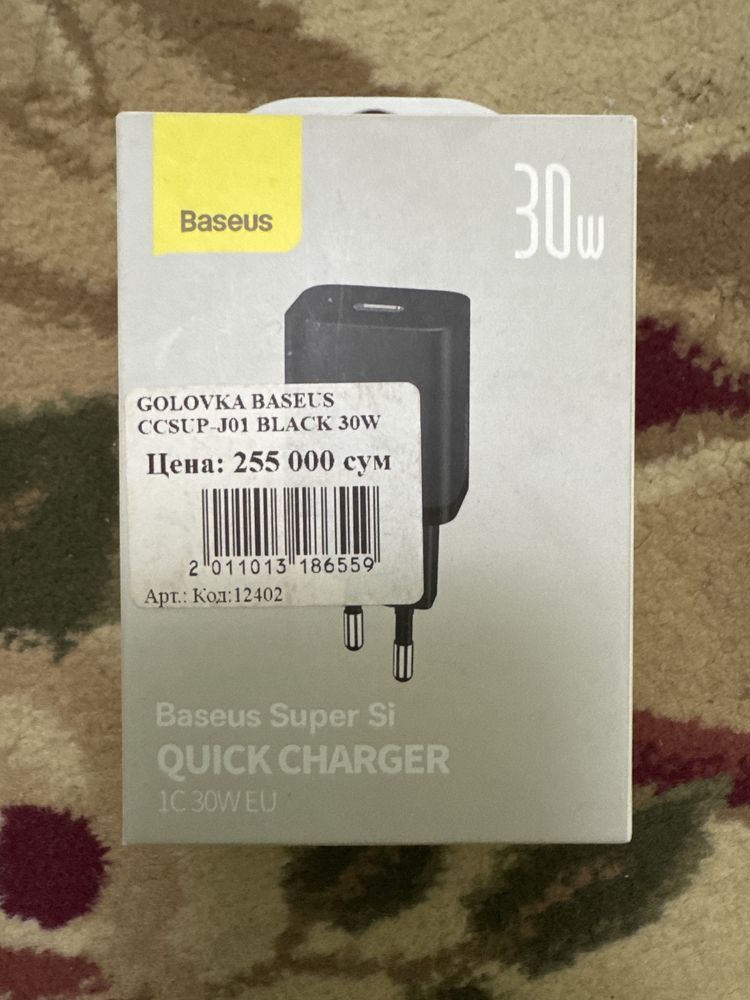 Baseus
30w
GOLOVKA BASEUS
CCSUP-J01 BLACK 30W
Цена: 255 000 сум
2 011013 186559
Арт.: Код:12402
Baseus Super Si
QUICK CHARGER
1C 30W EU